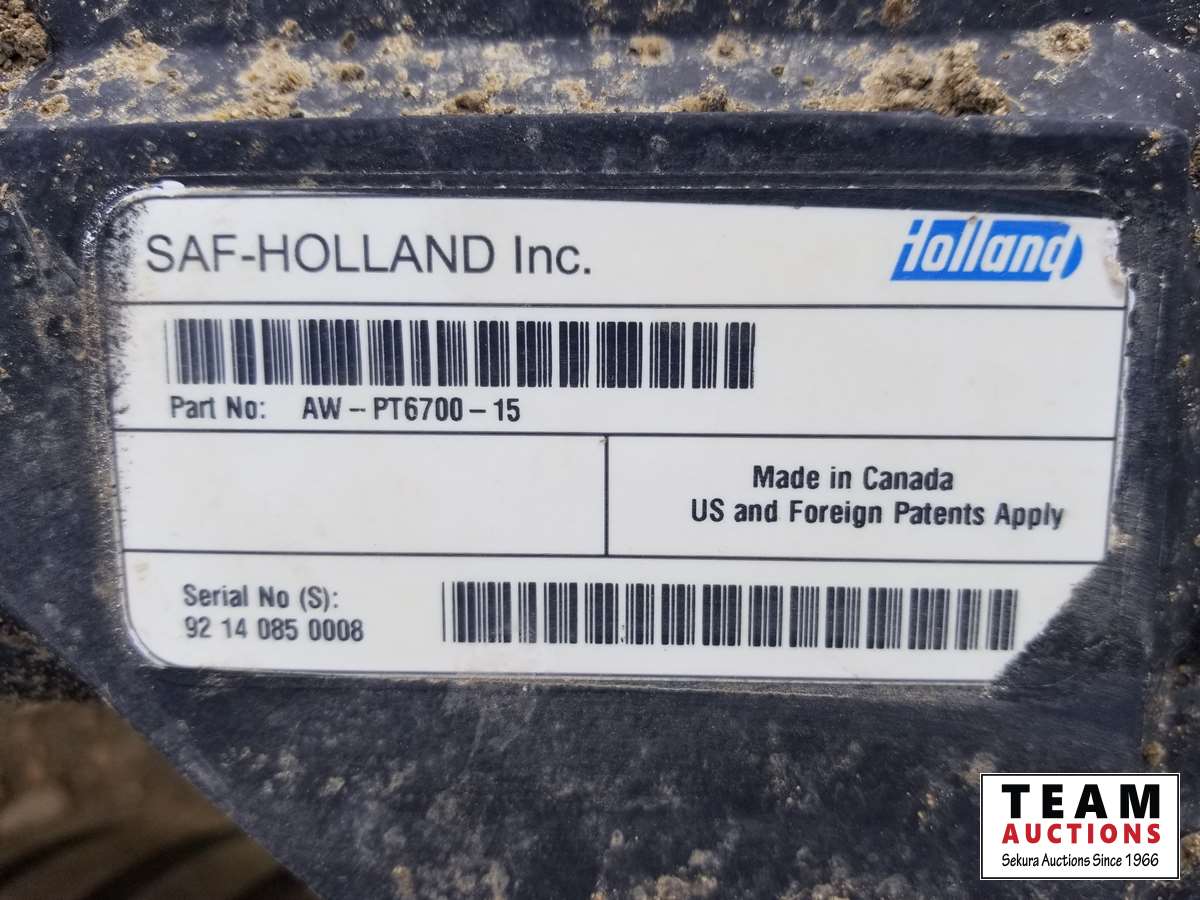 SAF-HOLLAND Inc.
Holland
Part No: AW - PT6700 - 15
Made in Canada
US and Foreign Patents Apply
Serial No (S):
92 14 085 0008
TEAM
AUCTIONS
Sekura Auctions Since 1966